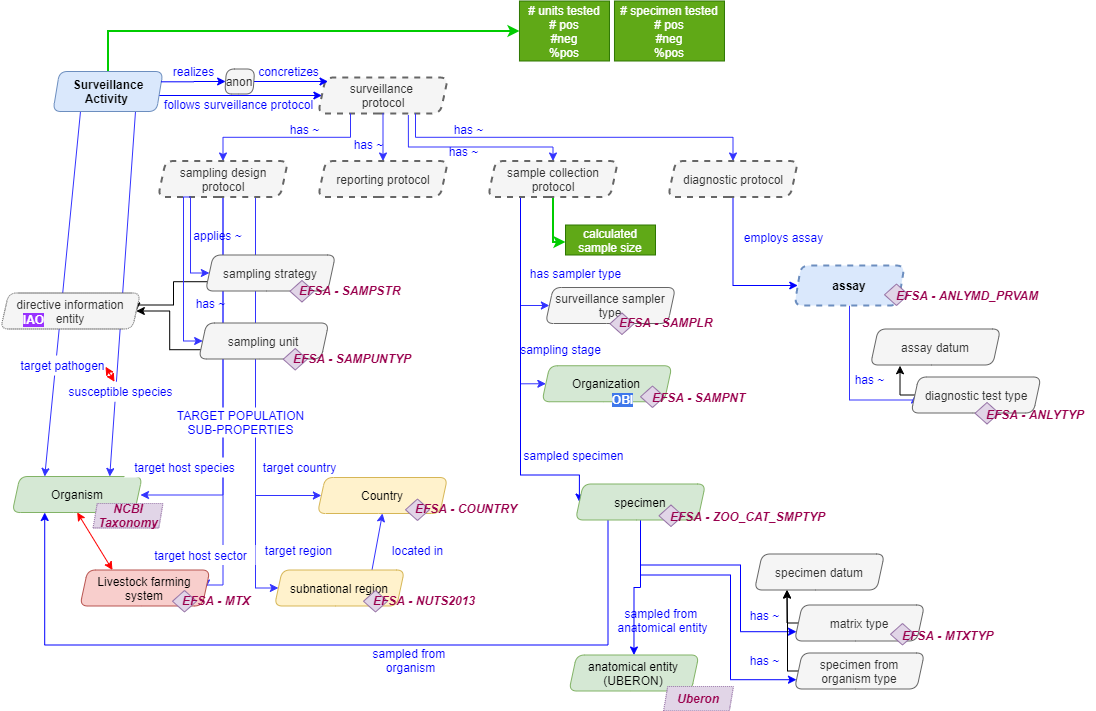 # units tested
# pos
#neg
%pos
# specimen tested
# pos
#neg
%pos
Surveillance
Activity
realizes
anon
concretizes
follows surveillance protocol
surveillance
protocol
has ~
has ~
has ~
has ~
sampling design
protocol
reporting protocol
sample collection
protocol
diagnostic protocol
applies ~
calculated
sample size
employs assay
sampling strategy
EFSA - SAMPSTR
has sampler type
assay
EFSA - ANLYMD_PRVAM
directive information
entity
IAO
has ~
surveillance sampler
type
EFSA - SAMPLR
sampling unit
EFSA - SAMPUNTYP
sampling stage
assay datum
target pathogen
susceptible species
Organization
OBI
EFSA - SAMPNT
has ~
diagnostic test type
EFSA - ANLYTYP
TARGET POPULATION
SUB-PROPERTIES
target host species
target country
sampled specimen
Organism
NCBI
Taxonomy
Country
EFSA - COUNTRY
specimen
EFSA - ZOO_CAT_SMPTYP
target host sector
target region
located in
Livestock farming
system
EFSA - MTX
subnational region
EFSA - NUTS2013
specimen datum
sampled from
anatomical entity
has ~
matrix type
EFSA - MTXTYP
sampled from
organism
has ~
anatomical entity
(UBERON)
Uberon
specimen from
organism type